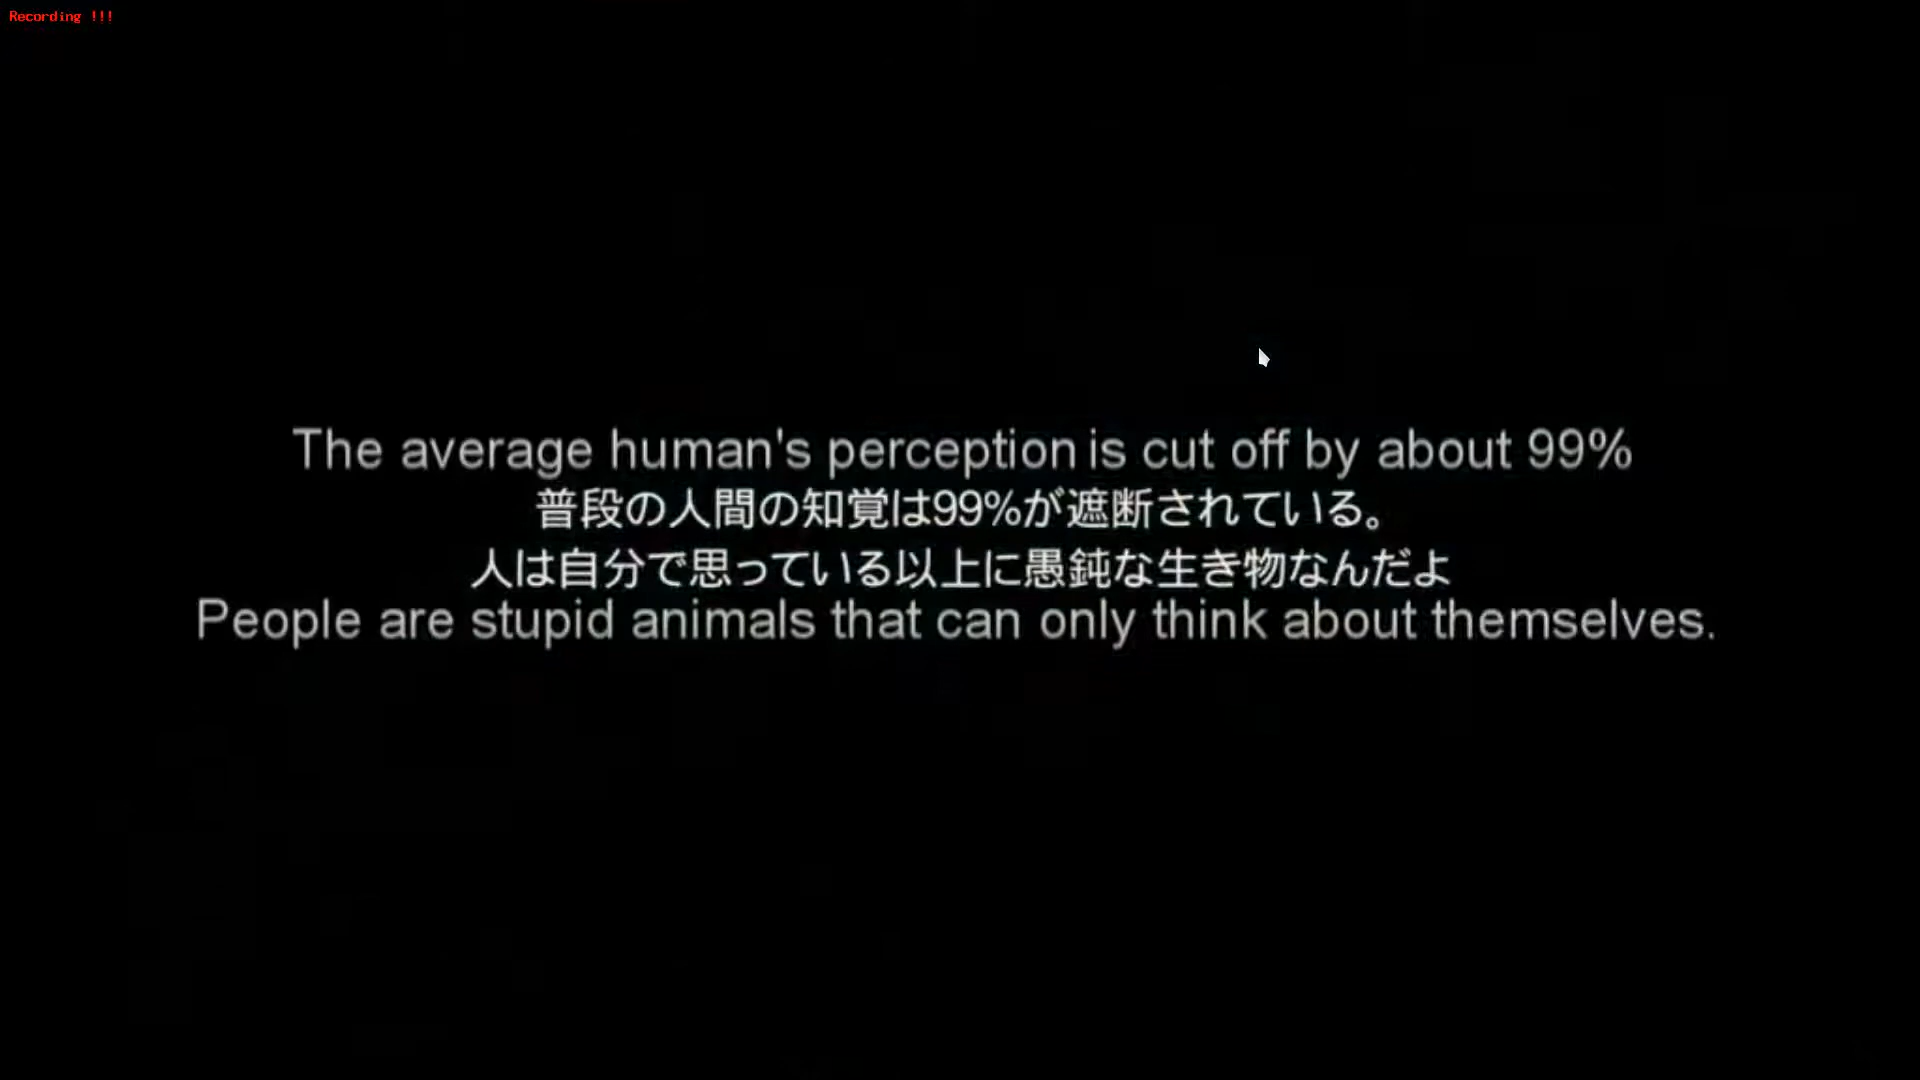 Recording !!!
The average human's perception is cut off by about 99%
普段の人間の知覚は99%が遮断されている。
人は自分で思っている以上に愚鈍な生き物なんだよ
People are stupid animals that can only think about themselves.